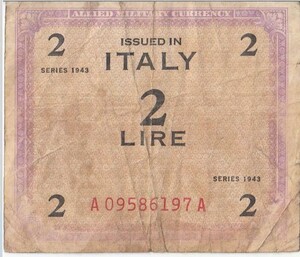 ALLIED MILITARY CURRENCY
2 ISSUED IN 2
SERIES 1943 ITALY
2
LIRE
SERIES 1943
2 A 09586197 A 2